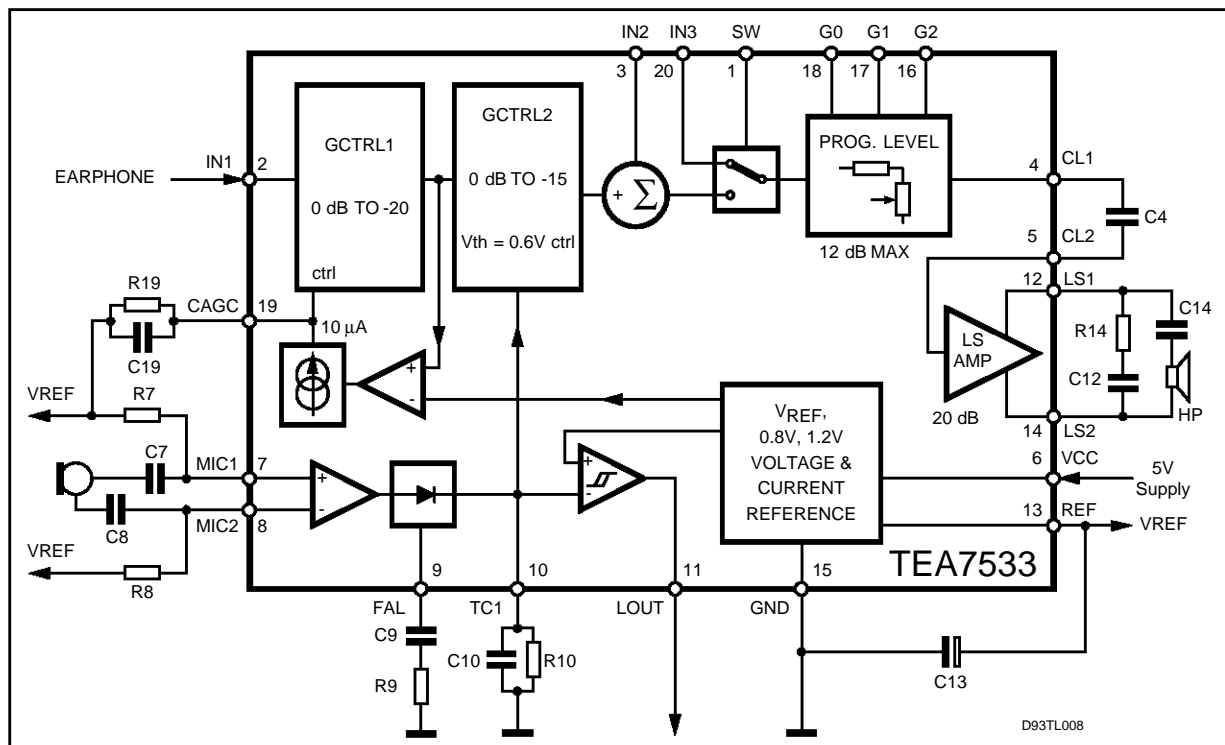 IN2 IN3 SW G0 G1 G2
3 20 1 18 17 16
GCTRL1
0 dB TO -20
ctrl
GCTRL2
0 dB TO -15
Vth = 0.6V ctrl
EARPHONE
IN1
2
+ Σ
PROG. LEVEL
12 dB MAX
4 CL1
C4
5 CL2
12 LS1
R19
CAGC
19
C19
10 μA
+
-
LS
AMP
20 dB
R14
C14
C12
HP
14 LS2
VREF
R7
C7
MIC1
7
C8
MIC2
8
+
-
VREF
R8
+
-
VREF,
0.8V, 1.2V
VOLTAGE &
CURRENT
REFERENCE
6 VCC
5V
Supply
13 REF
VREF
TEA7533
9 10 11 15
FAL TC1 LOUT GND
C9
R9
C10
R10
C13
D93TL008